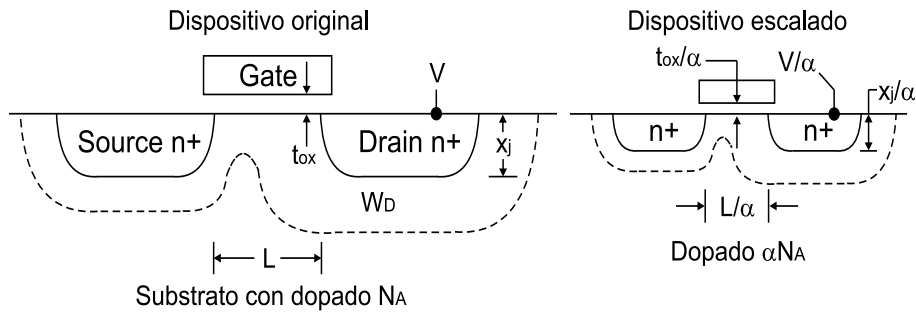 Dispositivo original
Gate
V
Source n+
tox
Drain n+
xj
WD
L
Substrato con dopado NA
Dispositivo escalado
tox/α
V/α
xj/α
n+
n+
L/α
Dopado αNA